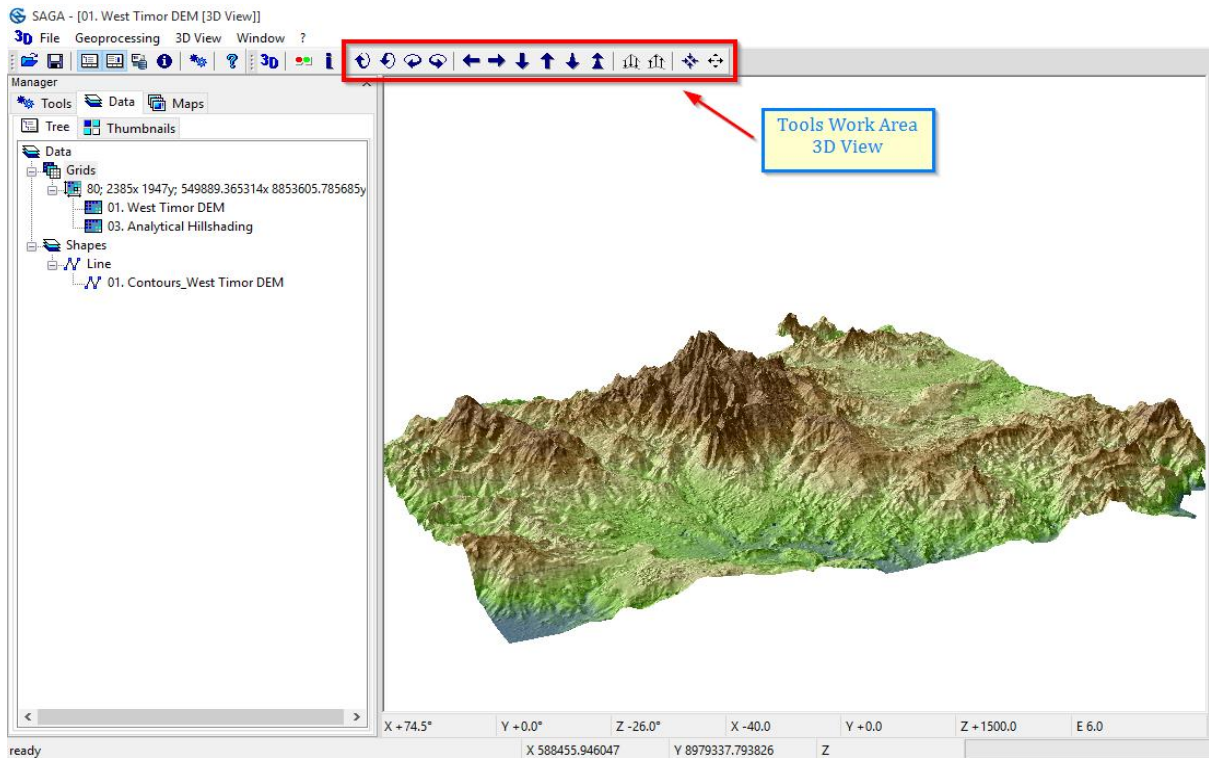 SAGA - [01. West Timor DEM [3D View]]
3D File Geoprocessing 3D View Window ?
3D
Manager
Tools Data Maps
Tree Thumbnails
Data
Grids
80; 2385x 1947y; 549889.365314x 8853605.785685y
01. West Timor DEM
03. Analytical Hillshading
Shapes
Line
01. Contours_West Timor DEM
Tools Work Area
3D View
X +74.5° Y +0.0° Z -26.0° X -40.0 Y +0.0 Z +1500.0 E 6.0
ready X 588455.946047 Y 8979337.793826 Z